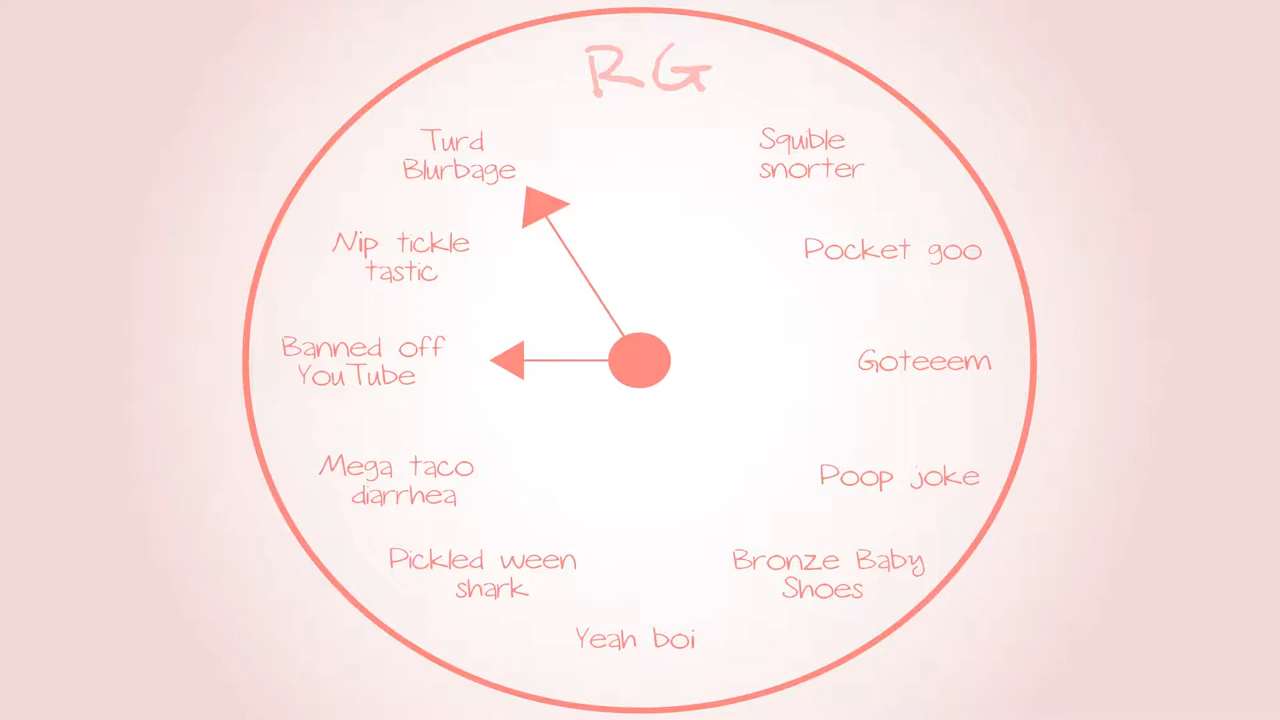 RG
Turd
Blurbage
Squible
snorter
Nip tickle
tastic
Pocket goo
Banned off
YouTube
Goteeem
Mega taco
diarrhea
Poop joke
Pickled ween
shark
Bronze Baby
Shoes
Yeah boi